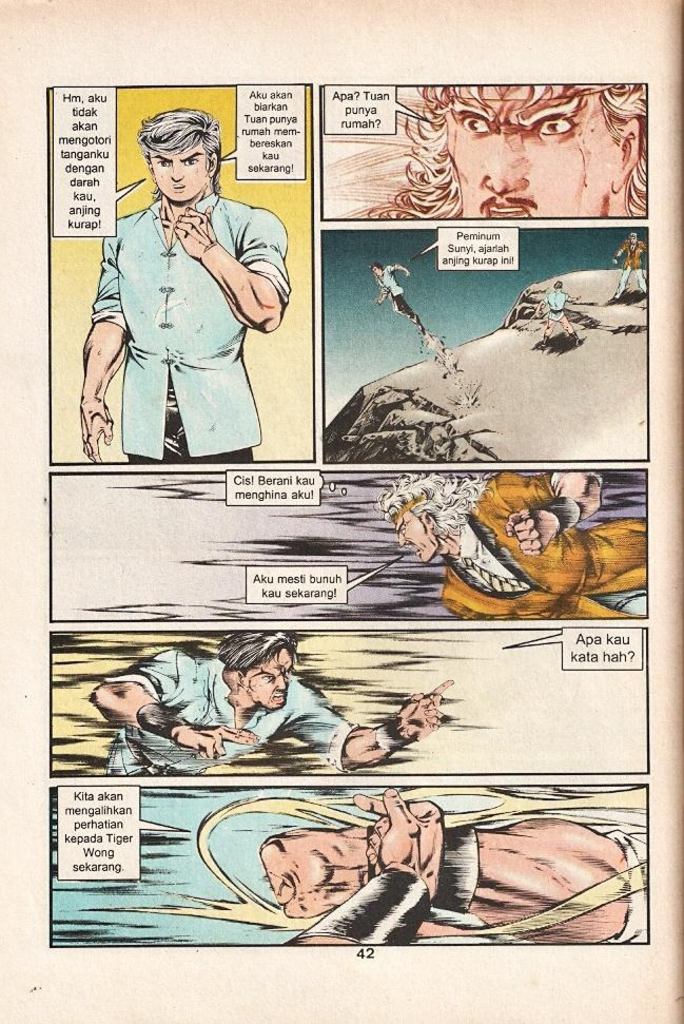 Hm, aku
tidak
akan
mengotori
tanganku
dengan
darah
kau,
anjing
kurap!
Aku akan
biarkan
Tuan punya
rumah mem-
bereskan
kau
sekarang!
Apa? Tuan
punya
rumah?
Peminum
Sunyi, ajarlah
anjing kurap ini!
Cis! Berani kau
menghina aku!
Aku mesti bunuh
kau sekarang!
Apa kau
kata hah?
Kita akan
mengalihkan
perhatian
kepada Tiger
Wong
sekarang.
42